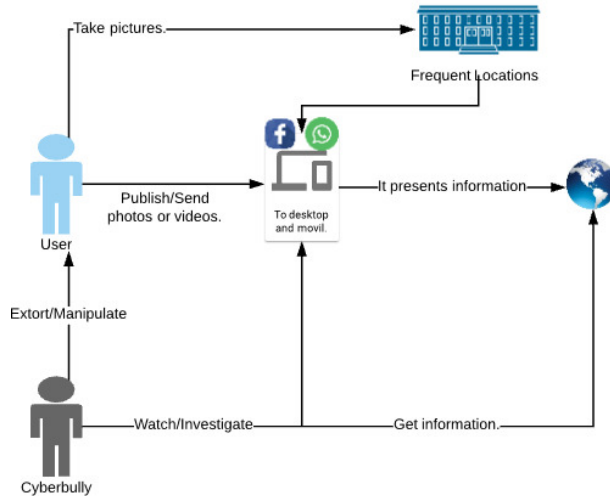 Take pictures.
Frequent Locations
Publish/Send
photos or videos.
To desktop
and movil.
It presents information
User
Extort/Manipulate
Watch/Investigate
Get information.
Cyberbully